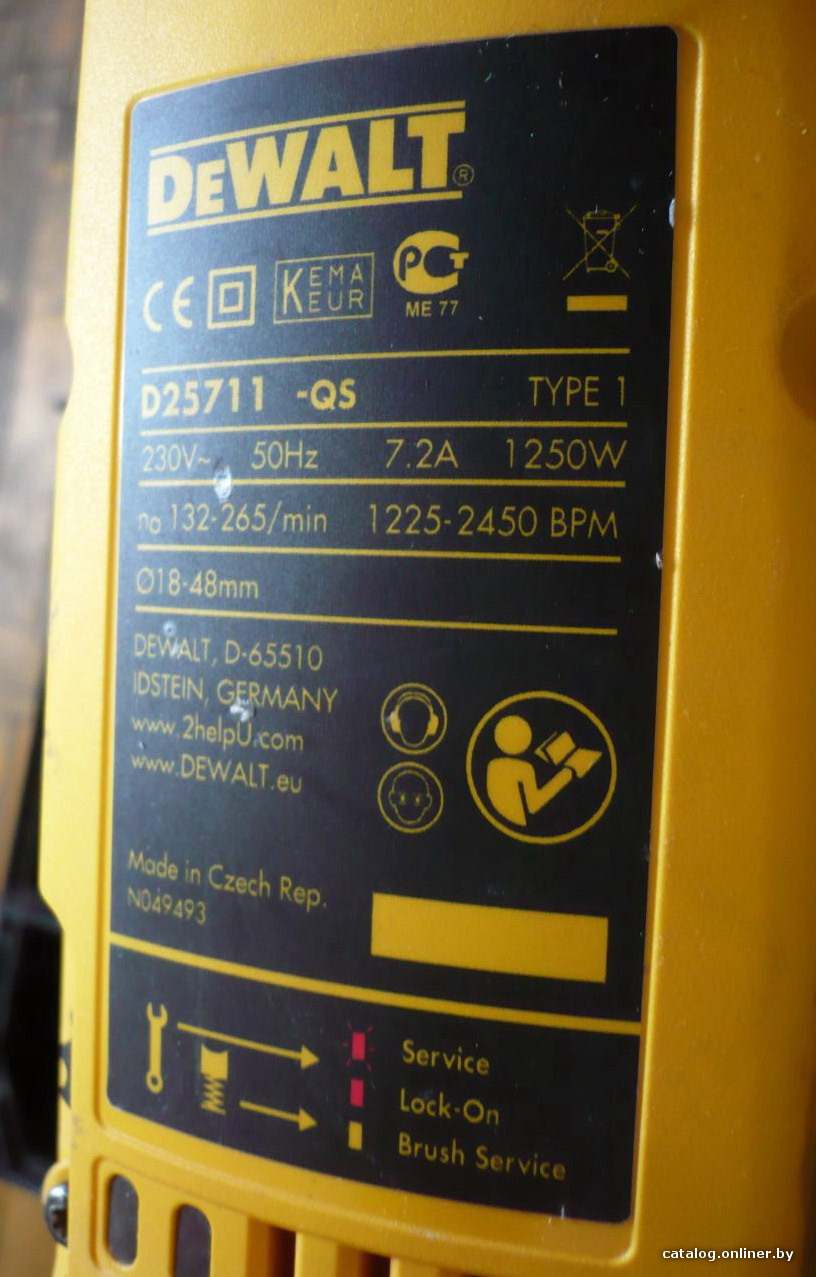 DEWALT®
CE KEMA KEUR PCT
ME 77
D25711 -QS TYPE 1
230V~ 50Hz 7.2A 1250W
no 132-265/min 1225-2450 BPM
Ø18-48mm
DEWALT, D-65510
IDSTEIN, GERMANY
www.2helpU.com
www.DEWALT.eu
Made in Czech Rep.
N049493
Service
Lock-On
Brush Service
catalog.onliner.by